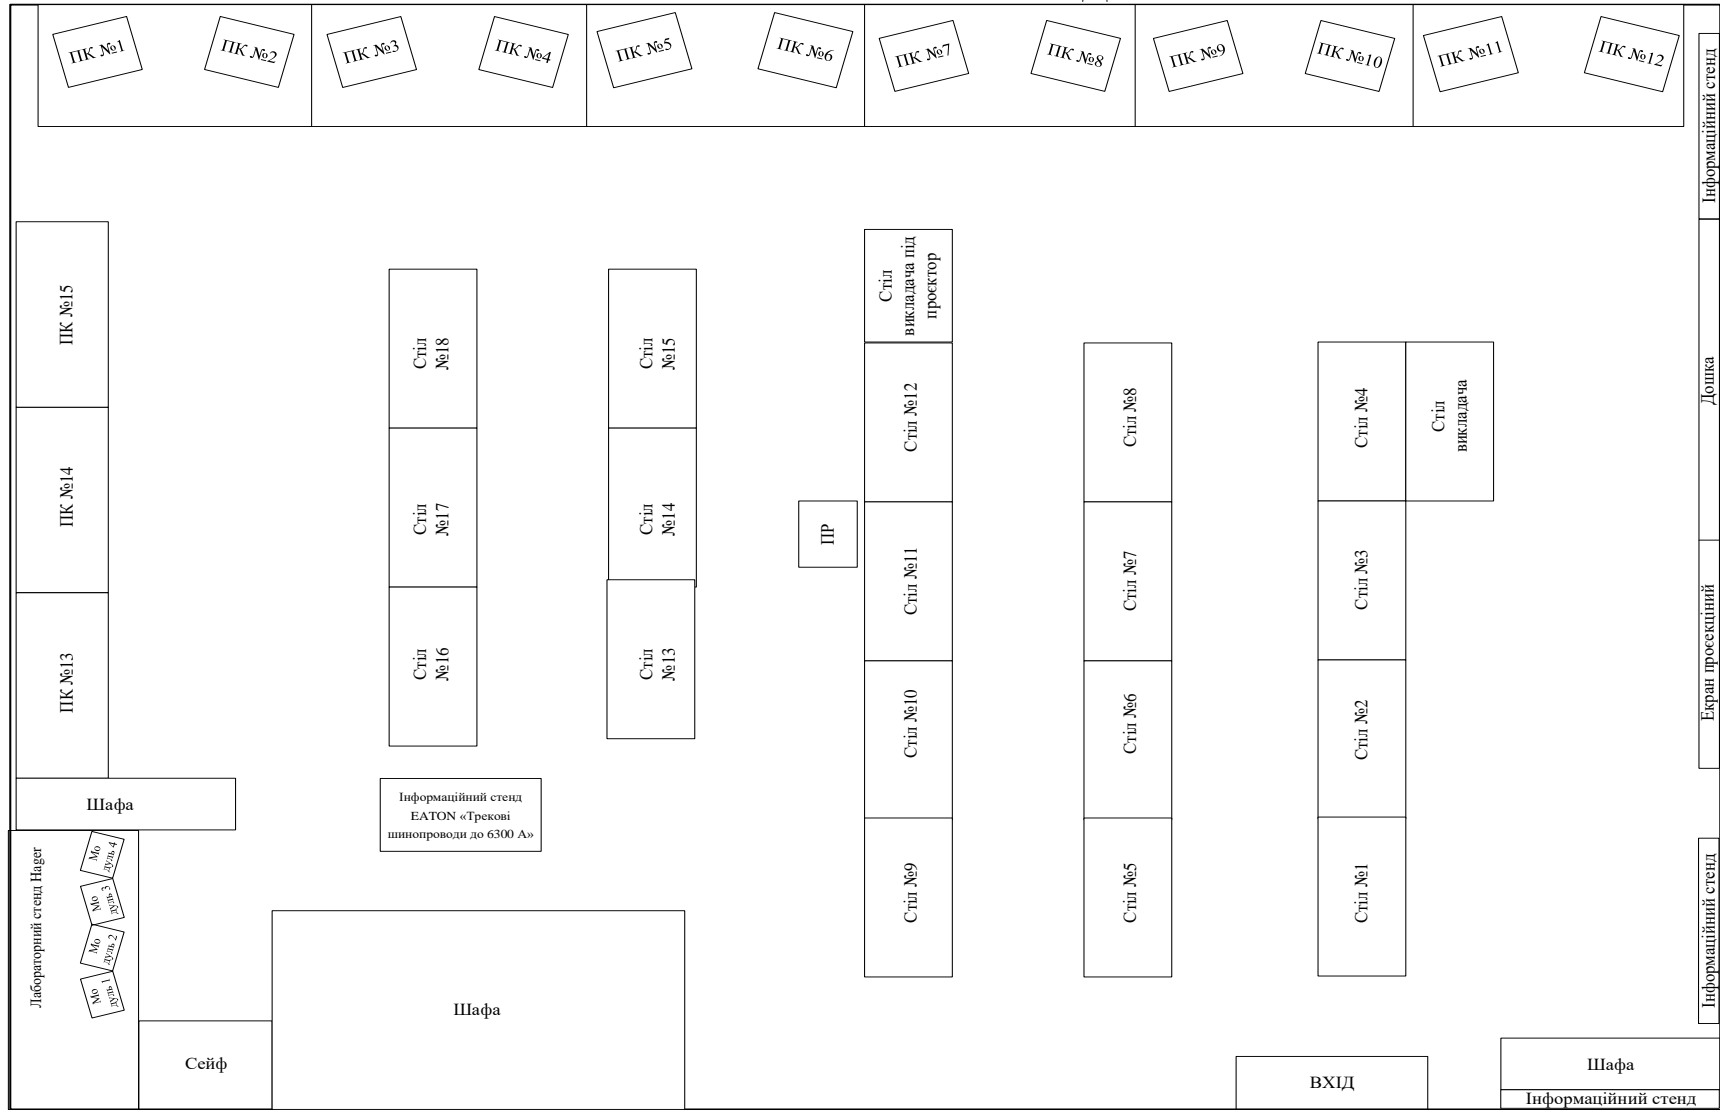 ПК №1
ПК №2
ПК №3
ПК №4
ПК №5
ПК №6
ПК №7
ПК №8
ПК №9
ПК №10
ПК №11
ПК №12
Інформаційний стенд
ПК №15
ПК №14
ПК №13
Стіл
№18
Стіл
№17
Стіл
№16
Стіл
№15
Стіл
№14
Стіл
№13
Стіл
викладача під
проєктор
Стіл №12
Стіл №11
Стіл №10
Стіл №9
ПР
Стіл №8
Стіл №7
Стіл №6
Стіл №5
Стіл №4
Стіл №3
Стіл №2
Стіл №1
Стіл
викладача
Дошка
Екран проєекціний
Інформаційний стенд
Шафа
Інформаційний стенд
EATON «Трекові
шинопроводи до 6300 А»
Лабораторний стенд Hager
Мо
дуль 4
Мо
дуль 3
Мо
дуль 2
Мо
дуль 1
Сейф
Шафа
ВХІД
Шафа
Інформаційний стенд